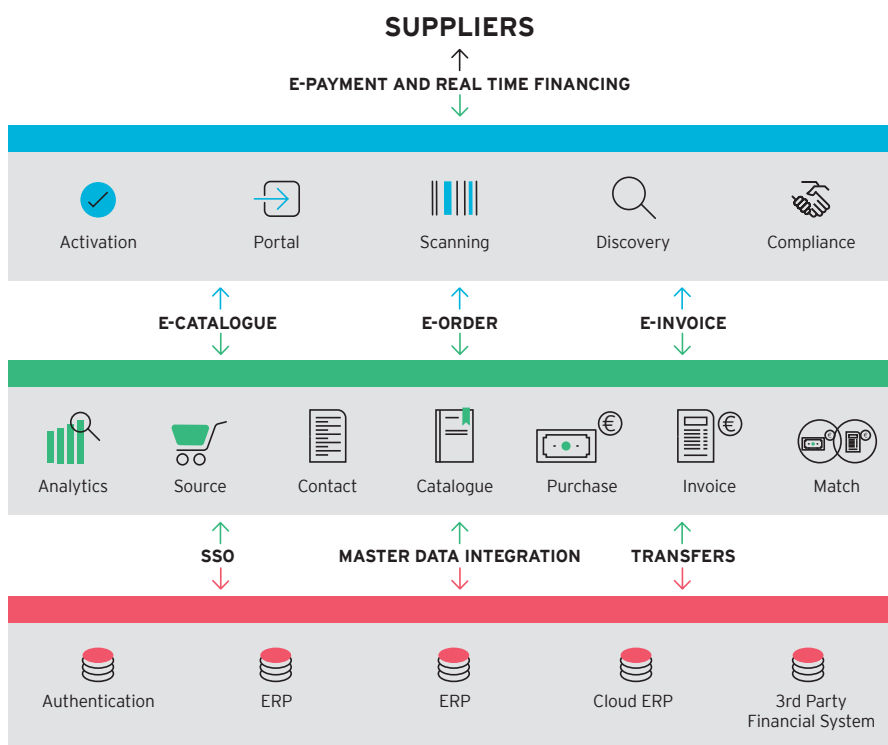 SUPPLIERS
E-PAYMENT AND REAL TIME FINANCING
Activation
Portal
Scanning
Discovery
Compliance
E-CATALOGUE
E-ORDER
E-INVOICE
Analytics
Source
Contact
Catalogue
Purchase
Invoice
Match
SSO
MASTER DATA INTEGRATION
TRANSFERS
Authentication
ERP
ERP
Cloud ERP
3rd Party
Financial System